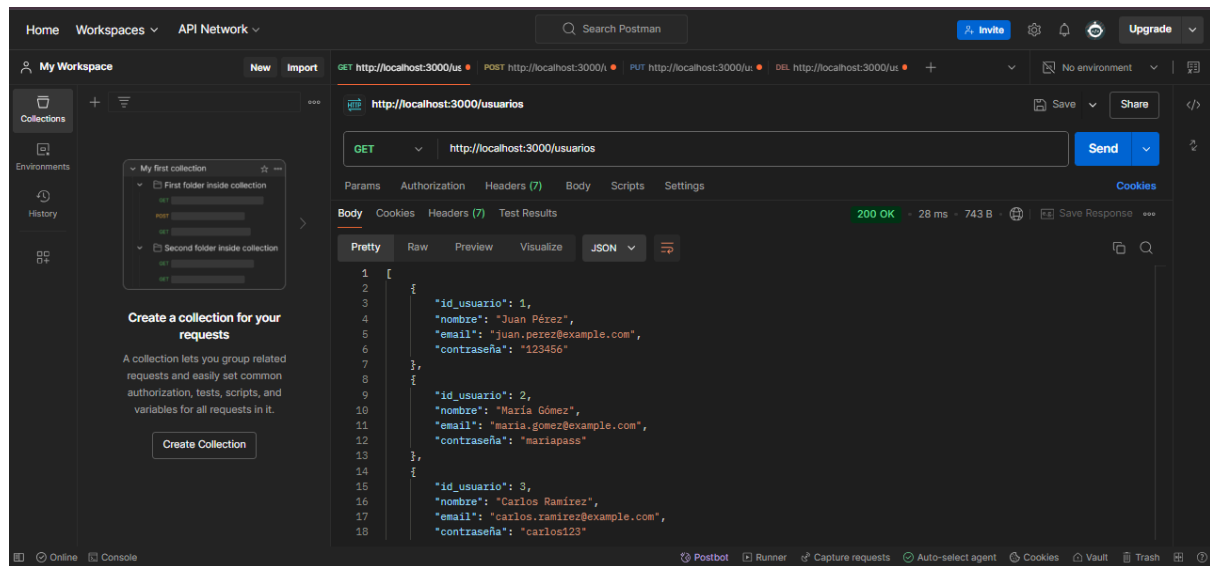 Home Workspaces API Network Search Postman Invite Upgrade
My Workspace New Import GET http://localhost:3000/us POST http://localhost:3000/u PUT http://localhost:3000/u: DEL http://localhost:3000/us + No environment
Collections
Environments
History
HTTP http://localhost:3000/usuarios Save Share
GET http://localhost:3000/usuarios Send
Params Authorization Headers (7) Body Scripts Settings Cookies
Body Cookies Headers (7) Test Results 200 OK 28 ms 743 B Save Response
Pretty Raw Preview Visualize JSON
My first collection
First folder inside collection
GET
POST
GET
Second folder inside collection
GET
GET
Create a collection for your
requests
A collection lets you group related
requests and easily set common
authorization, tests, scripts, and
variables for all requests in it.
Create Collection
1 [
2 {
3 "id_usuario": 1,
4 "nombre": "Juan Pérez",
5 "email": "juan.perez@example.com",
6 "contraseña": "123456"
7 },
8 {
9 "id_usuario": 2,
10 "nombre": "María Gómez",
11 "email": "maria.gomez@example.com",
12 "contraseña": "mariapass"
13 },
14 {
15 "id_usuario": 3,
16 "nombre": "Carlos Ramírez",
17 "email": "carlos.ramirez@example.com",
18 "contraseña": "carlos123"
Online Console Postbot Runner Capture requests Auto-select agent Cookies Vault Trash